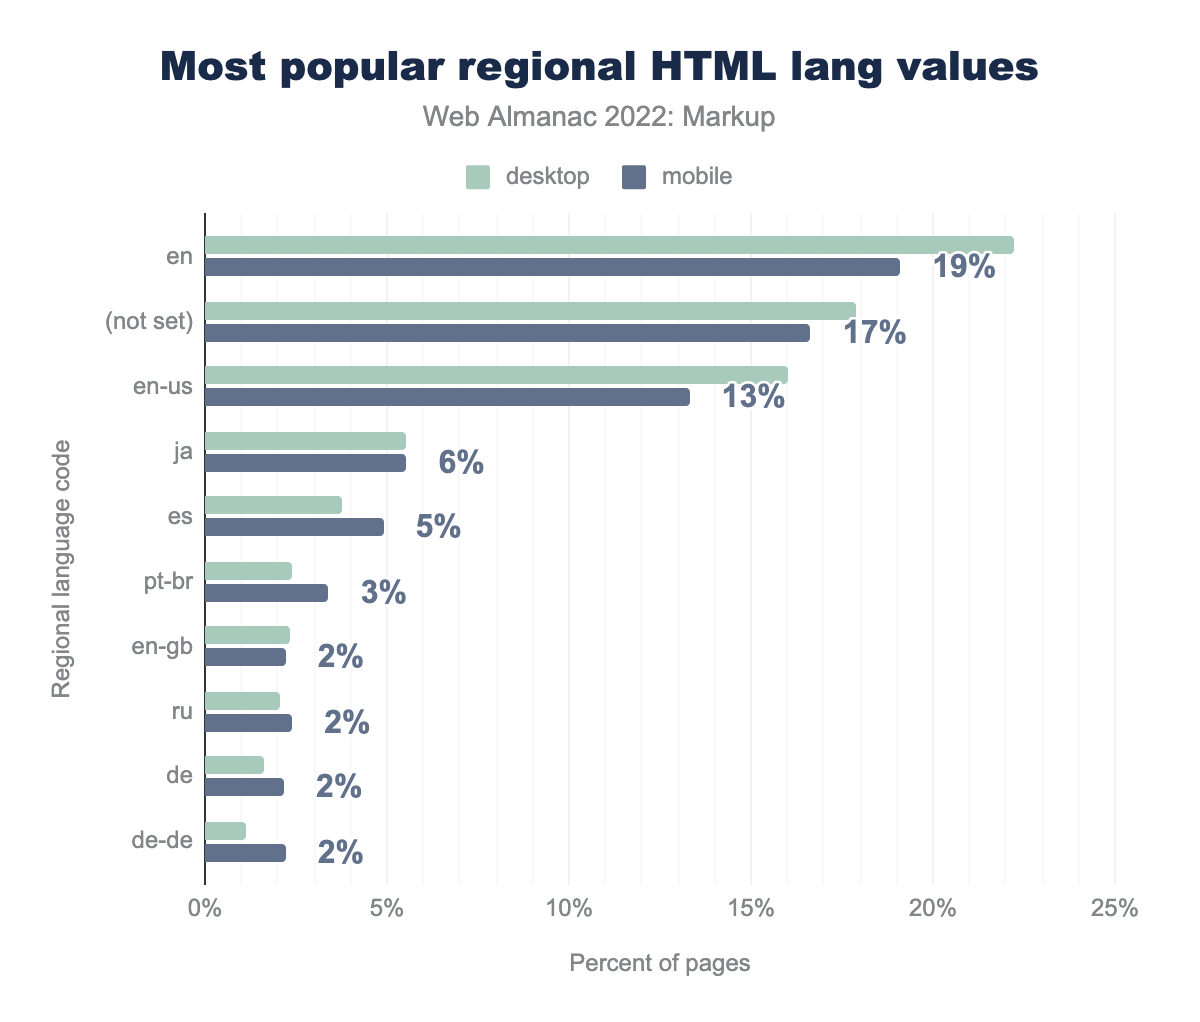 Most popular regional HTML lang values
Web Almanac 2022: Markup
desktop
mobile
Regional language code
en
19%
(not set)
17%
en-us
13%
ja
6%
es
5%
pt-br
3%
en-gb
2%
ru
2%
de
2%
de-de
2%
0%
5%
10%
15%
20%
25%
Percent of pages